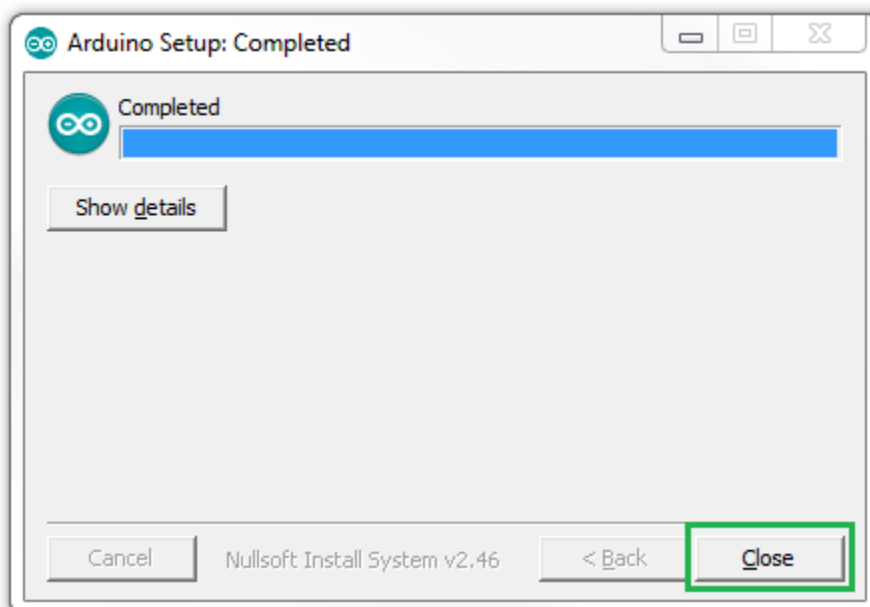 Arduino Setup: Completed
Completed
Show details
Cancel
Nullsoft Install System v2.46
< Back
Close